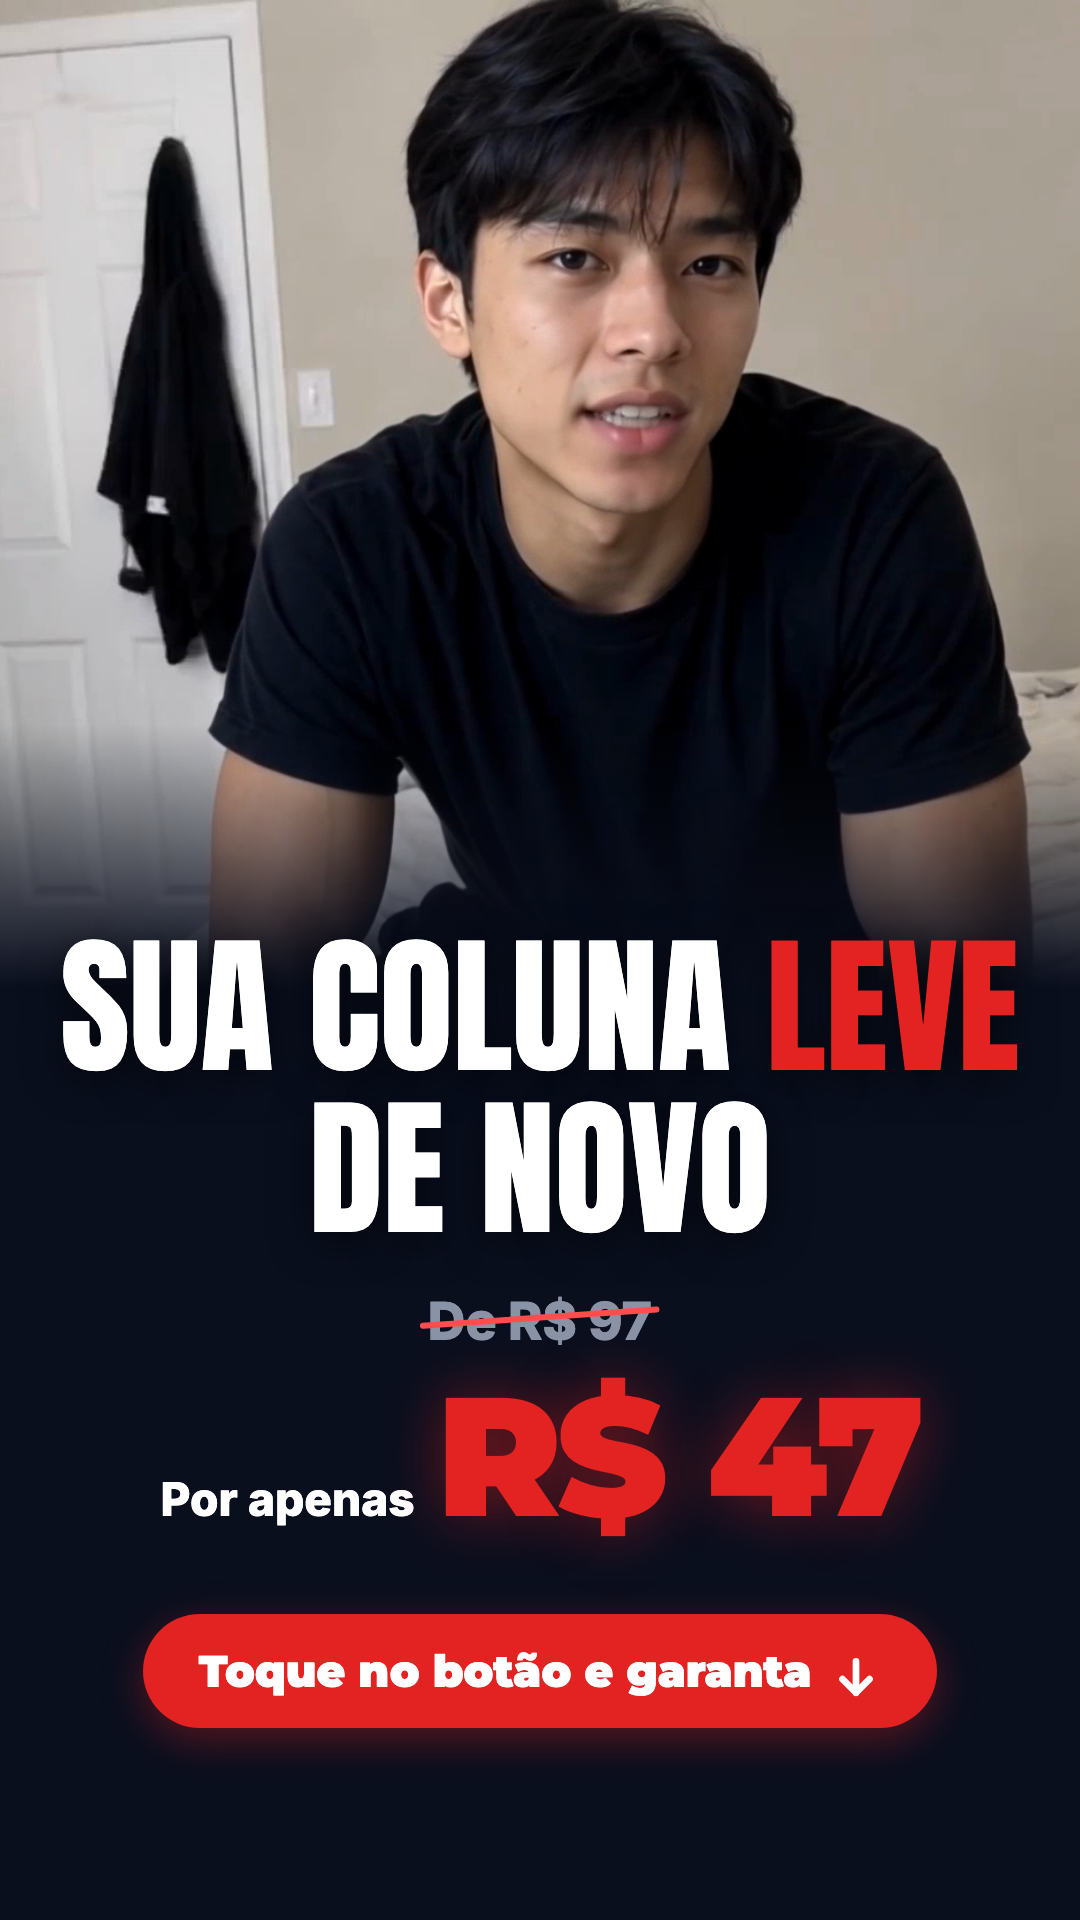 SUA COLUNA LEVE
DE NOVO
De R$ 97
Por apenas R$ 47
Toque no botão e garanta ↓